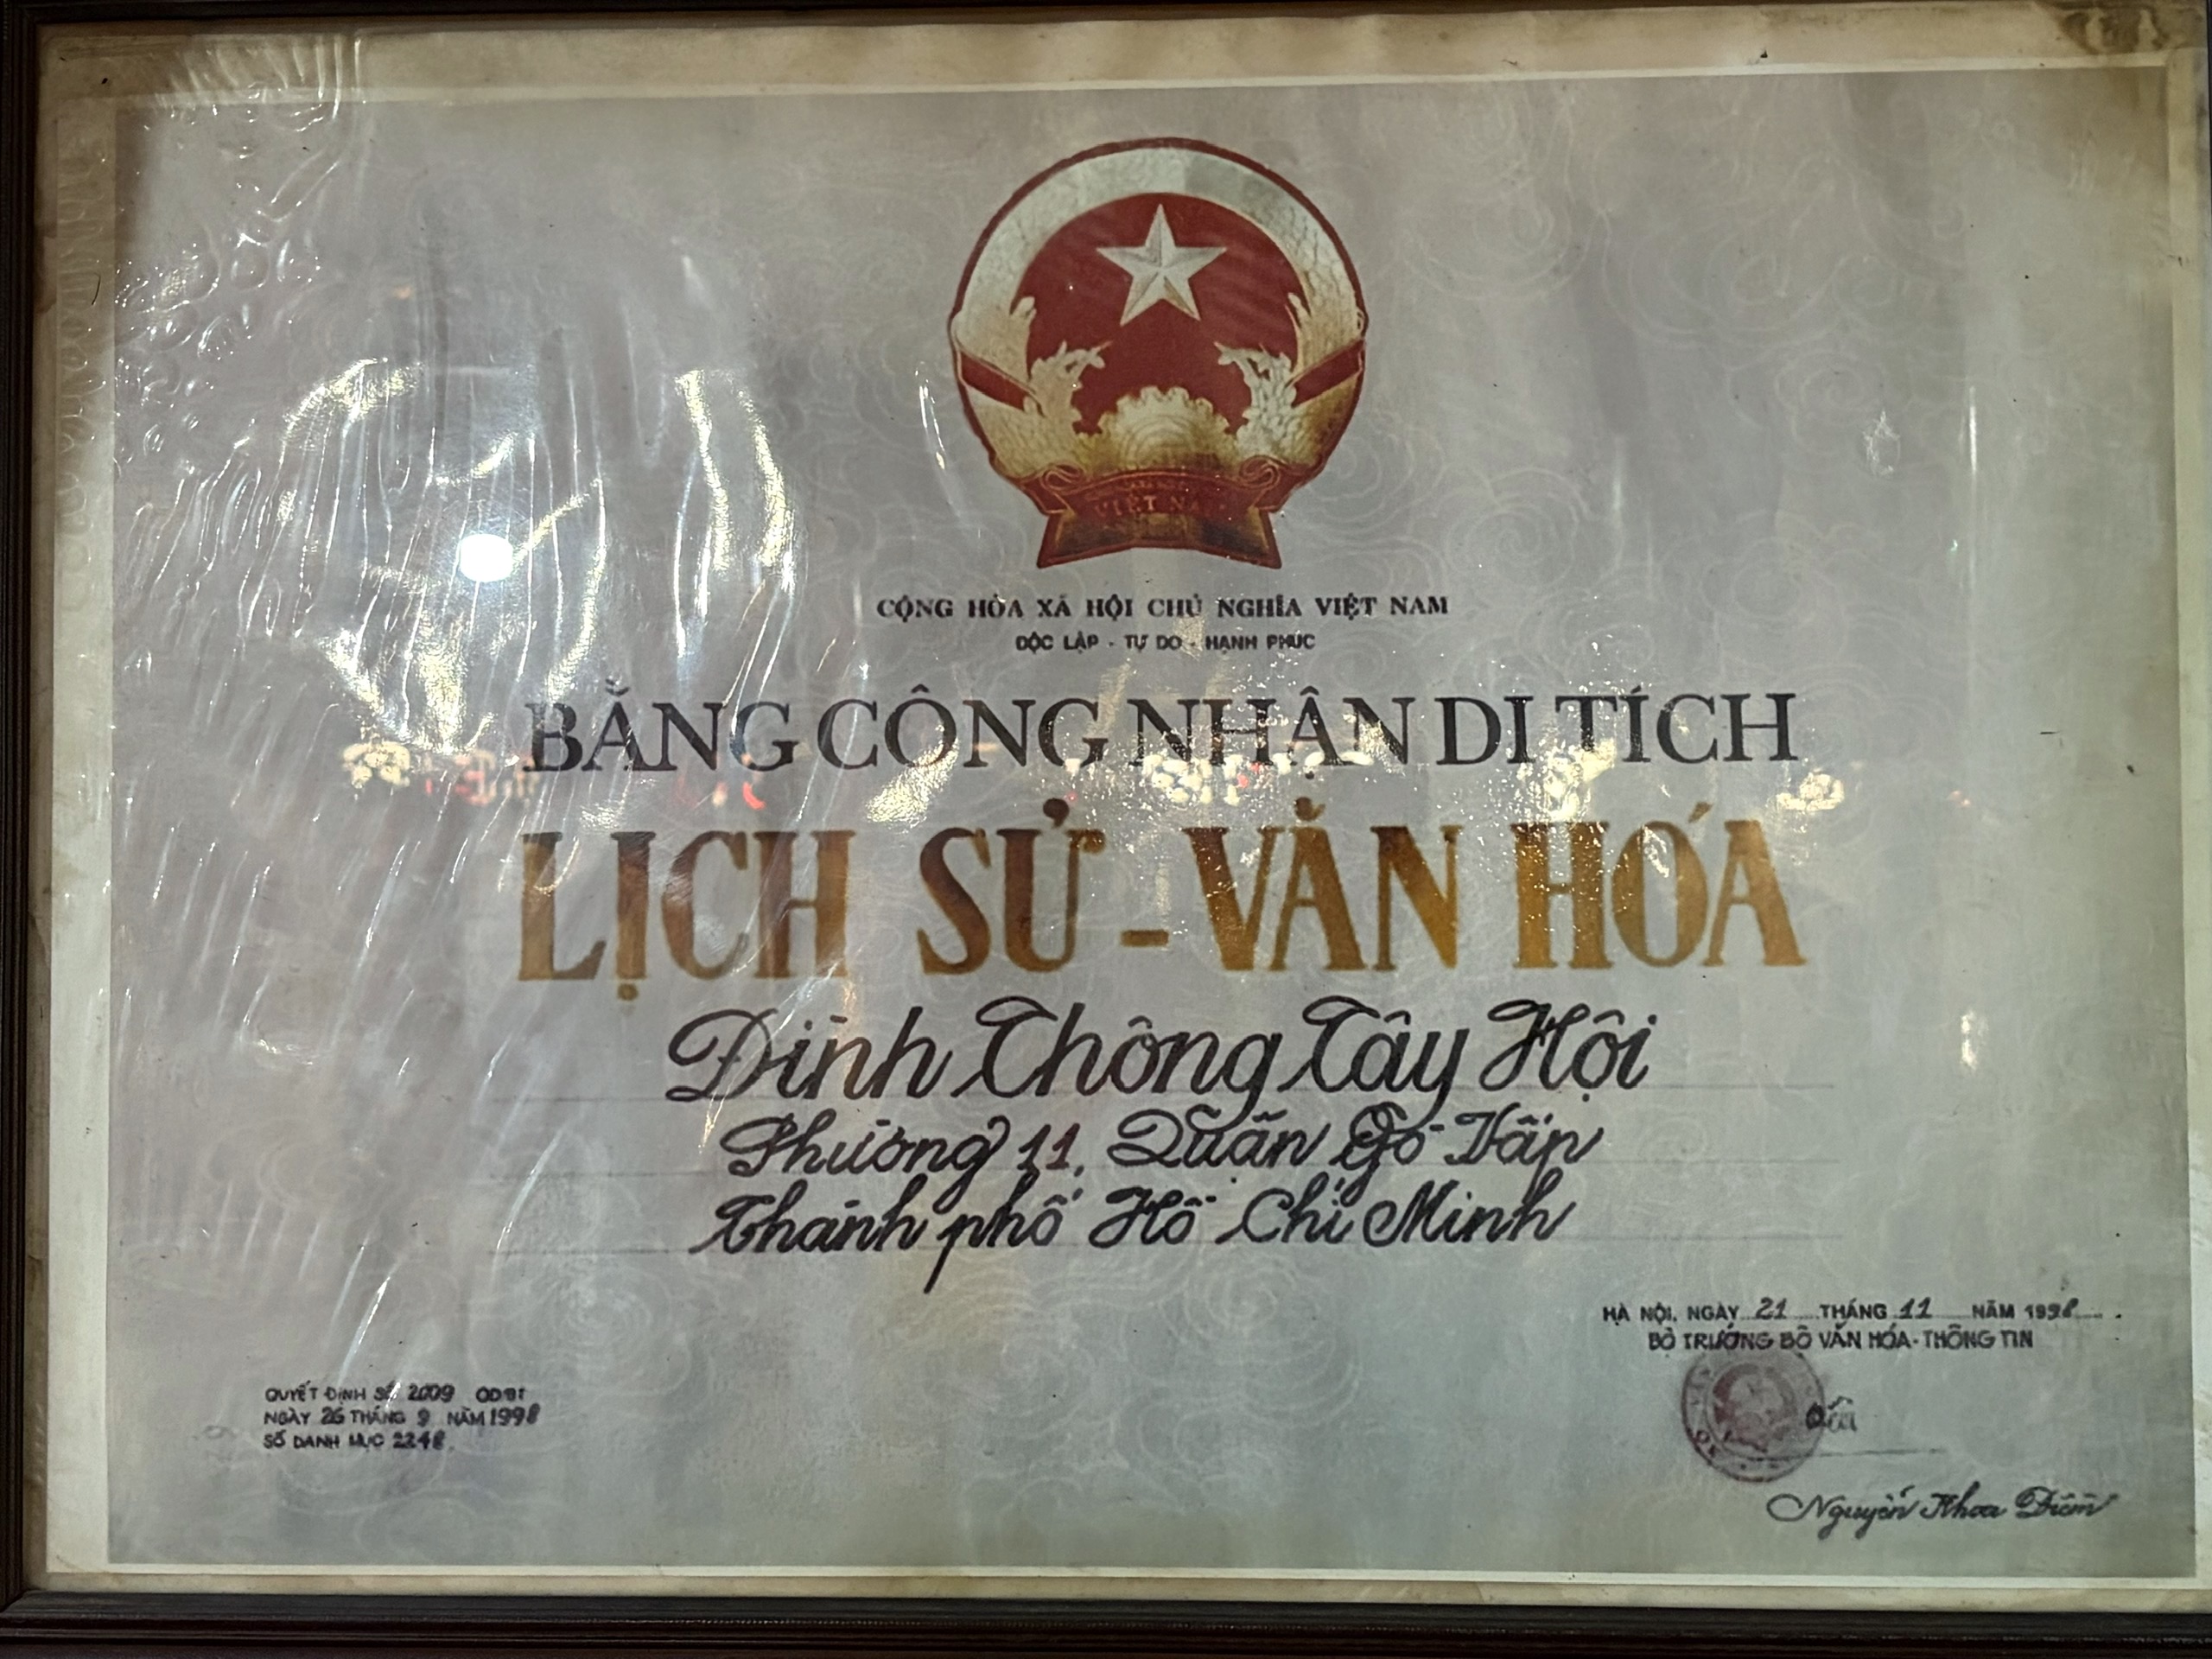 VIỆT NAM
CỘNG HÒA XÃ HỘI CHỦ NGHĨA VIỆT NAM
ĐỘC LẬP - TỰ DO - HẠNH PHÚC
BẰNG CÔNG NHẬN DI TÍCH
LỊCH SỬ - VĂN HÓA
Đình Thông Tây Hội
Phường 11, Quận Gò Vấp
Thành phố Hồ Chí Minh
HÀ NỘI, NGÀY 21 THÁNG 11 NĂM 1998
BỘ TRƯỞNG BỘ VĂN HÓA - THÔNG TIN
QUYẾT ĐỊNH SỐ 2009
NGÀY 26 THÁNG 9 NĂM 1998
SỐ DANH MỤC 2248
Nguyễn Khoa Điềm